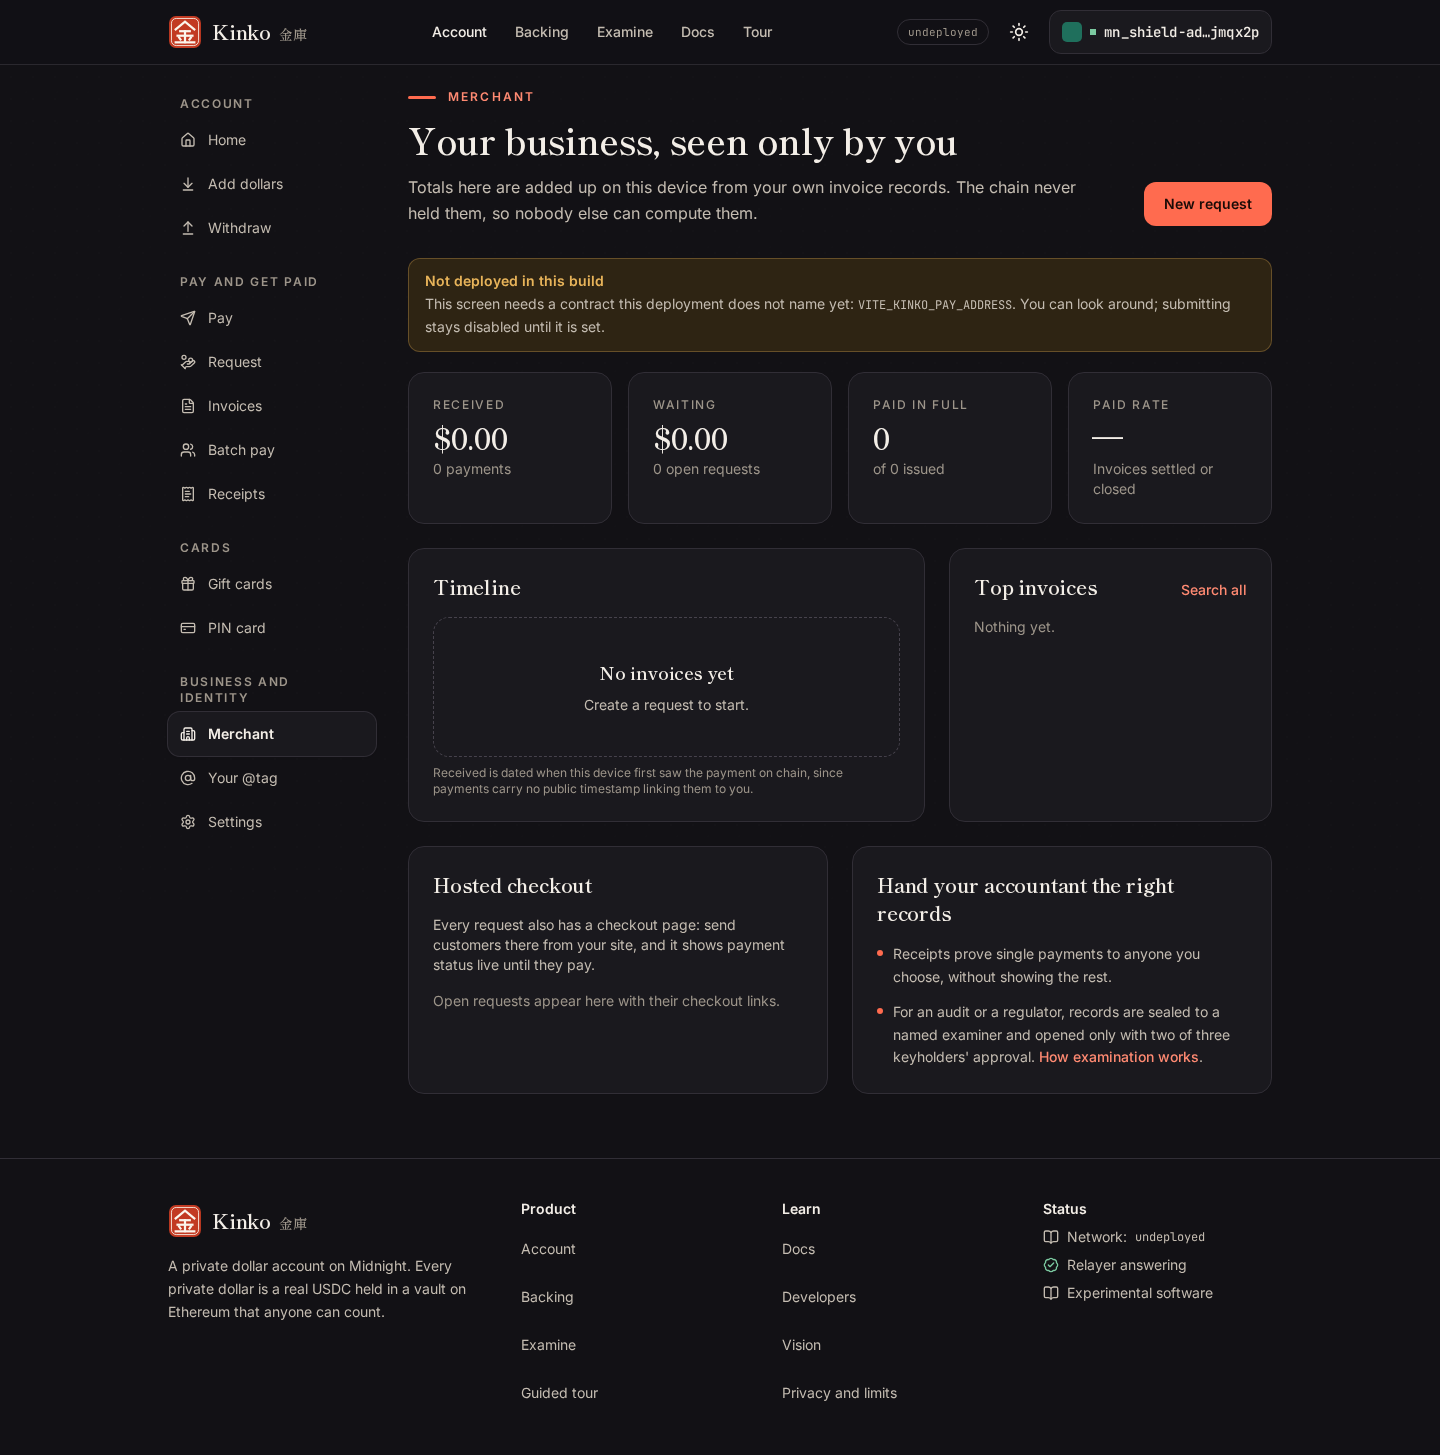 金 Kinko 金庫
Account Backing Examine Docs Tour
undeployed
mn_shield-ad…jmqx2p
ACCOUNT
Home
Add dollars
Withdraw
PAY AND GET PAID
Pay
Request
Invoices
Batch pay
Receipts
CARDS
Gift cards
PIN card
BUSINESS AND
IDENTITY
Merchant
Your @tag
Settings
MERCHANT
Your business, seen only by you
Totals here are added up on this device from your own invoice records. The chain never
held them, so nobody else can compute them.
New request
Not deployed in this build
This screen needs a contract this deployment does not name yet: VITE_KINKO_PAY_ADDRESS. You can look around; submitting
stays disabled until it is set.
RECEIVED
$0.00
0 payments
WAITING
$0.00
0 open requests
PAID IN FULL
0
of 0 issued
PAID RATE
—
Invoices settled or
closed
Timeline
No invoices yet
Create a request to start.
Received is dated when this device first saw the payment on chain, since
payments carry no public timestamp linking them to you.
Top invoices
Search all
Nothing yet.
Hosted checkout
Every request also has a checkout page: send
customers there from your site, and it shows payment
status live until they pay.
Open requests appear here with their checkout links.
Hand your accountant the right
records
Receipts prove single payments to anyone you
choose, without showing the rest.
For an audit or a regulator, records are sealed to a
named examiner and opened only with two of three
keyholders' approval. How examination works.
金 Kinko 金庫
A private dollar account on Midnight. Every
private dollar is a real USDC held in a vault on
Ethereum that anyone can count.
Product
Account
Backing
Examine
Guided tour
Learn
Docs
Developers
Vision
Privacy and limits
Status
Network: undeployed
Relayer answering
Experimental software